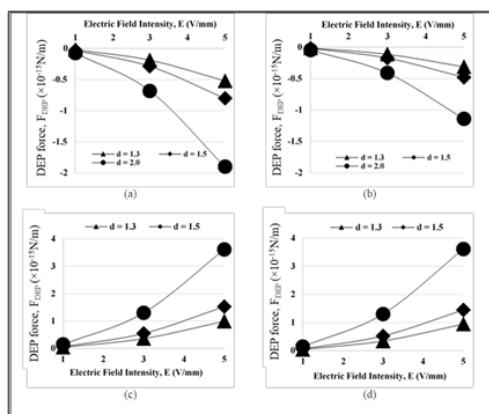 Electric Field Intensity, E (V/mm)
1 2 3 4 5
DEP force, F_DEP (×10⁻¹⁵N/m)
0
-0.5
-1
-1.5
-2
d = 1.3 d = 1.5
d = 2.0
(a)
Electric Field Intensity, E (V/mm)
1 2 3 4 5
DEP force, F_DEP (×10⁻¹⁵N/m)
0
-0.5
-1
-1.5
-2
d = 1.3 d = 1.5
d = 2.0
(b)
d = 1.3 d = 1.5
DEP force, F_DEP (×10⁻¹⁵N/m)
4
3
2
1
0
1 2 3 4 5
Electric Field Intensity, E (V/mm)
(c)
d = 1.3 d = 1.5
DEP force, F_DEP (×10⁻¹⁵N/m)
4
3
2
1
0
1 2 3 4 5
Electric Field Intensity, E (V/mm)
(d)